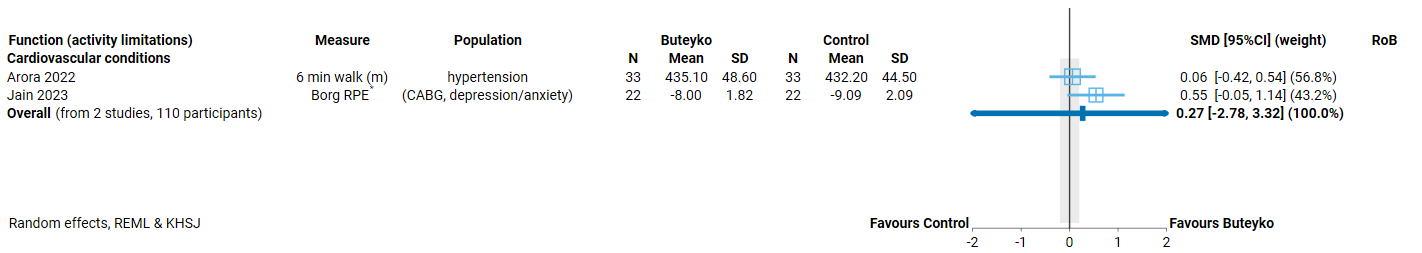 Function (activity limitations) Measure Population Buteyko Control SMD [95%CI] (weight) RoB
Cardiovascular conditions N Mean SD N Mean SD
Arora 2022 6 min walk (m) hypertension 33 435.10 48.60 33 432.20 44.50 0.06 [-0.42, 0.54] (56.8%)
Jain 2023 Borg RPE* (CABG, depression/anxiety) 22 -8.00 1.82 22 -9.09 2.09 0.55 [-0.05, 1.14] (43.2%)
Overall (from 2 studies, 110 participants) 0.27 [-2.78, 3.32] (100.0%)
Random effects, REML & KHSJ Favours Control Favours Buteyko
-2 -1 0 1 2